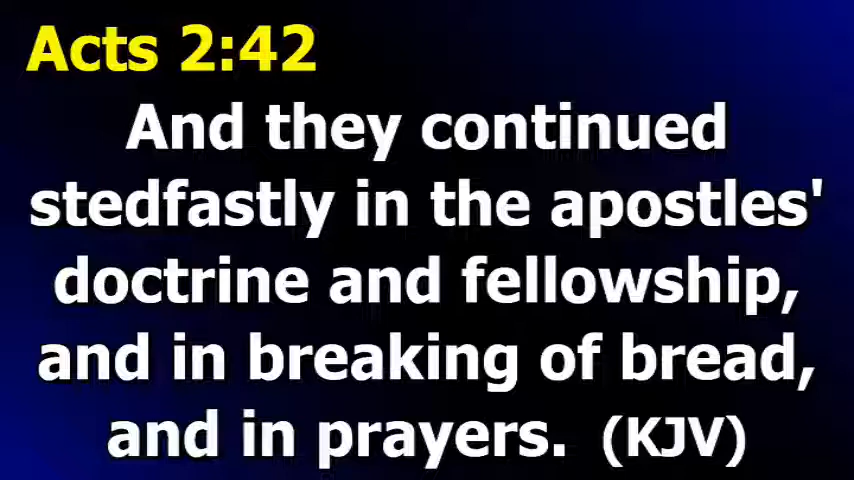 Acts 2:42
And they continued
stedfastly in the apostles'
doctrine and fellowship,
and in breaking of bread,
and in prayers. (KJV)